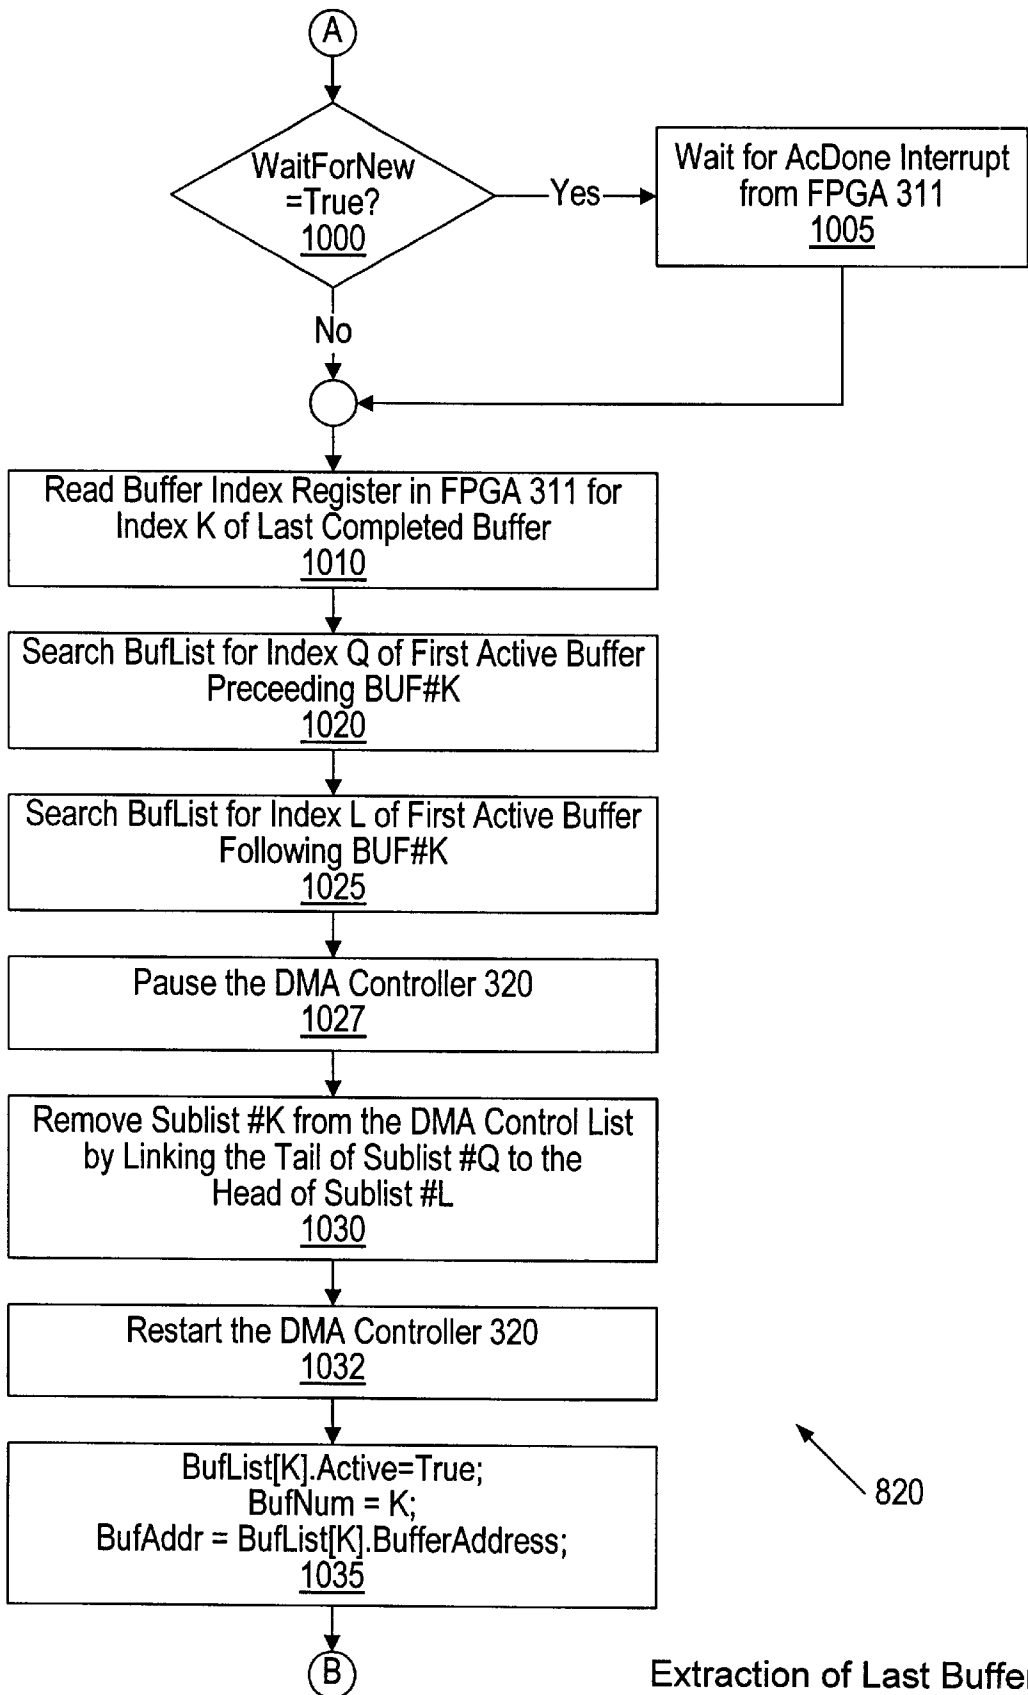 A
WaitForNew
=True?
1000
Yes
Wait for AcDone Interrupt
from FPGA 311
1005
No
Read Buffer Index Register in FPGA 311 for
Index K of Last Completed Buffer
1010
Search BufList for Index Q of First Active Buffer
Preceeding BUF#K
1020
Search BufList for Index L of First Active Buffer
Following BUF#K
1025
Pause the DMA Controller 320
1027
Remove Sublist #K from the DMA Control List
by Linking the Tail of Sublist #Q to the
Head of Sublist #L
1030
Restart the DMA Controller 320
1032
BufList[K].Active=True;
BufNum = K;
BufAddr = BufList[K].BufferAddress;
1035
820
B
Extraction of Last Buffer